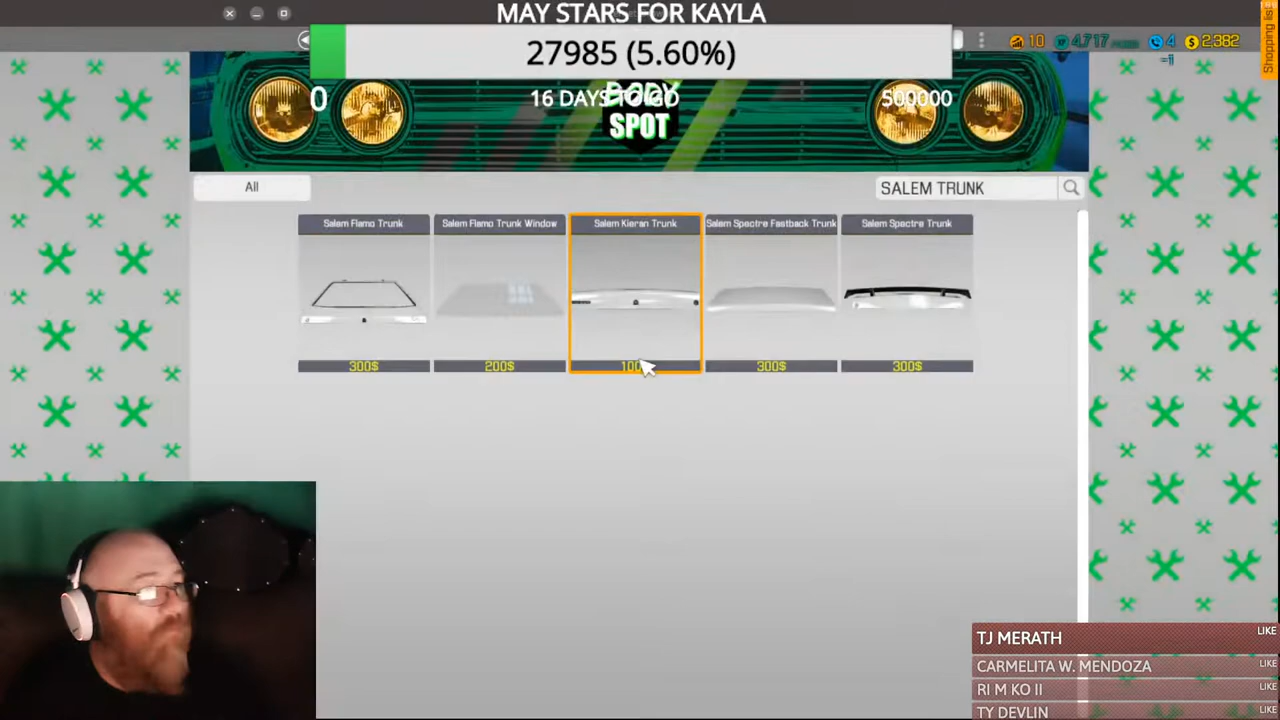 MAY STARS FOR KAYLA
27985 (5.60%)
0
16 DAYS TO GO
500000
BODY
SPOT
10
4,717
4
-1
$ 2,382
Shopping list
All
SALEM TRUNK
Salem Flamo Trunk
Salem Flamo Trunk Window
Salem Kieran Trunk
Salem Spectre Fastback Trunk
Salem Spectre Trunk
300$
200$
300$
300$
TJ MERATH LIKE
CARMELITA W. MENDOZA LIKE
RI M KO II LIKE
TY DEVLIN LIKE